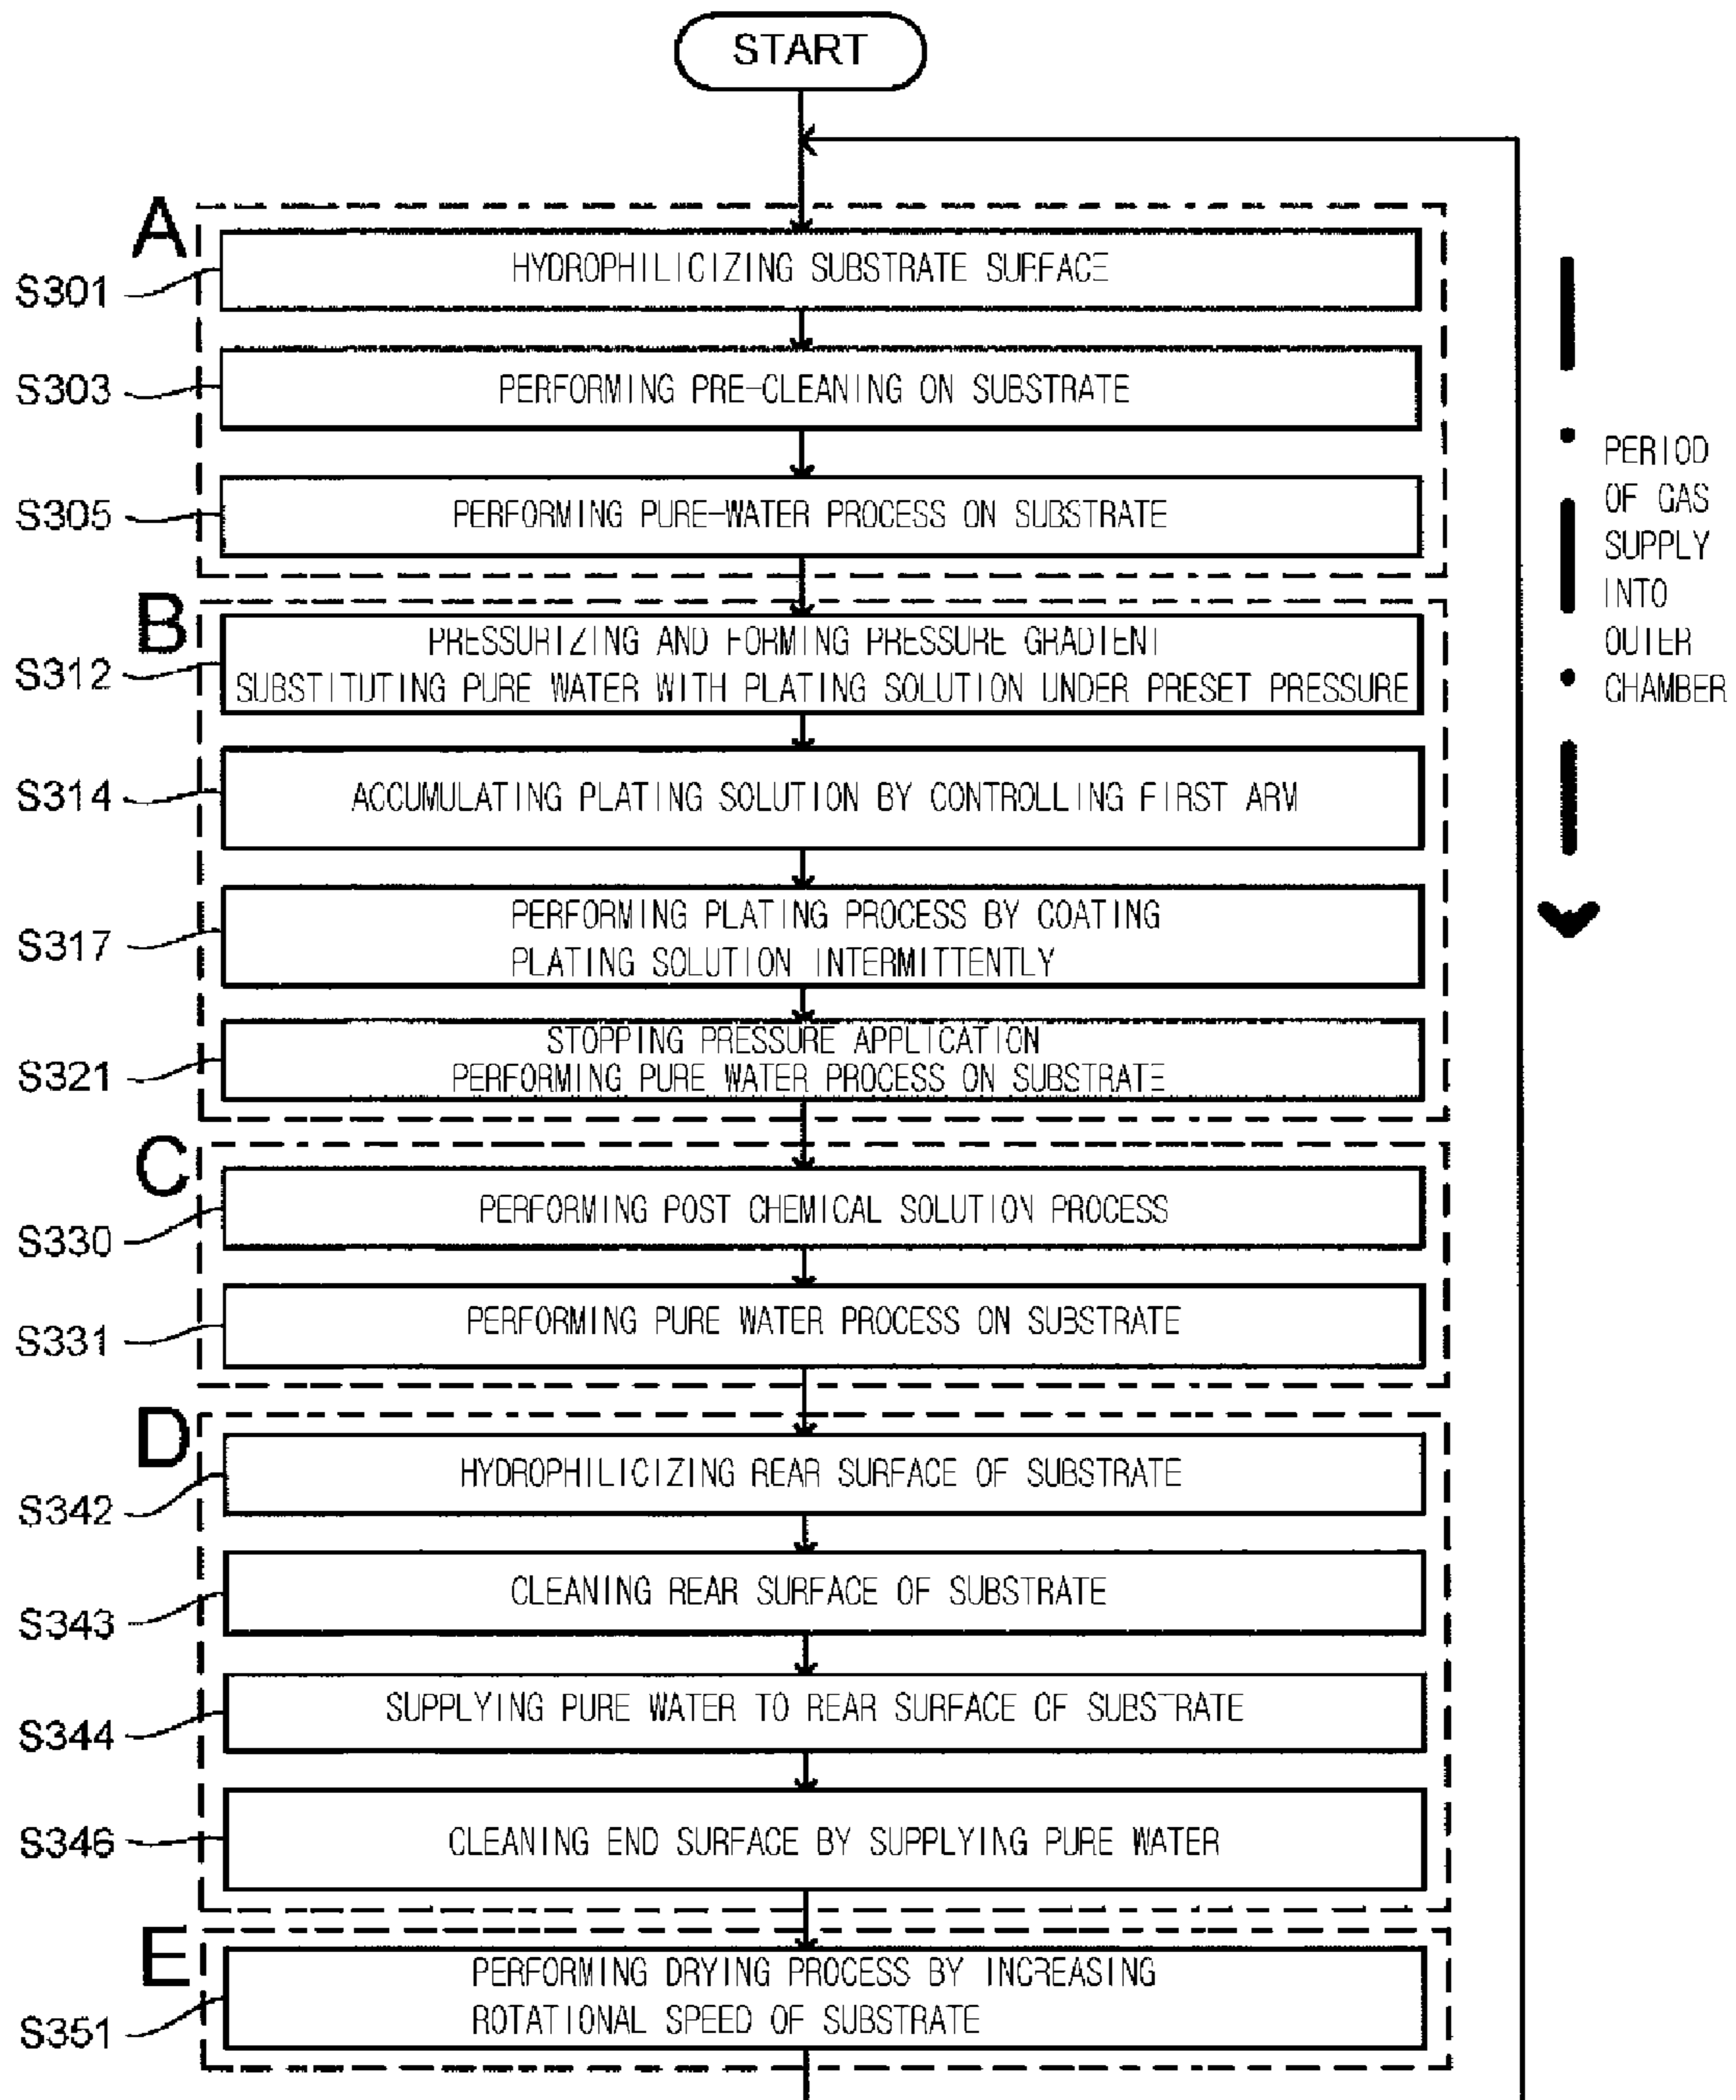 START
A
S301
HYDROPHILICIZING SUBSTRATE SURFACE
S303
PERFORMING PRE-CLEANING ON SUBSTRATE
S305
PERFORMING PURE-WATER PROCESS ON SUBSTRATE
B
S312
PRESSURIZING AND FORMING PRESSURE GRADIENT
SUBSTITUTING PURE WATER WITH PLATING SOLUTION UNDER PRESET PRESSURE
S314
ACCUMULATING PLATING SOLUTION BY CONTROLLING FIRST ARM
S317
PERFORMING PLATING PROCESS BY COATING
PLATING SOLUTION INTERMITTENTLY
S321
STOPPING PRESSURE APPLICATION
PERFORMING PURE WATER PROCESS ON SUBSTRATE
C
S330
PERFORMING POST CHEMICAL SOLUTION PROCESS
S331
PERFORMING PURE WATER PROCESS ON SUBSTRATE
D
S342
HYDROPHILICIZING REAR SURFACE OF SUBSTRATE
S343
CLEANING REAR SURFACE OF SUBSTRATE
S344
SUPPLYING PURE WATER TO REAR SURFACE OF SUBSTRATE
S346
CLEANING END SURFACE BY SUPPLYING PURE WATER
E
S351
PERFORMING DRYING PROCESS BY INCREASING
ROTATIONAL SPEED OF SUBSTRATE
PERIOD
OF GAS
SUPPLY
INTO
OUTER
CHAMBER